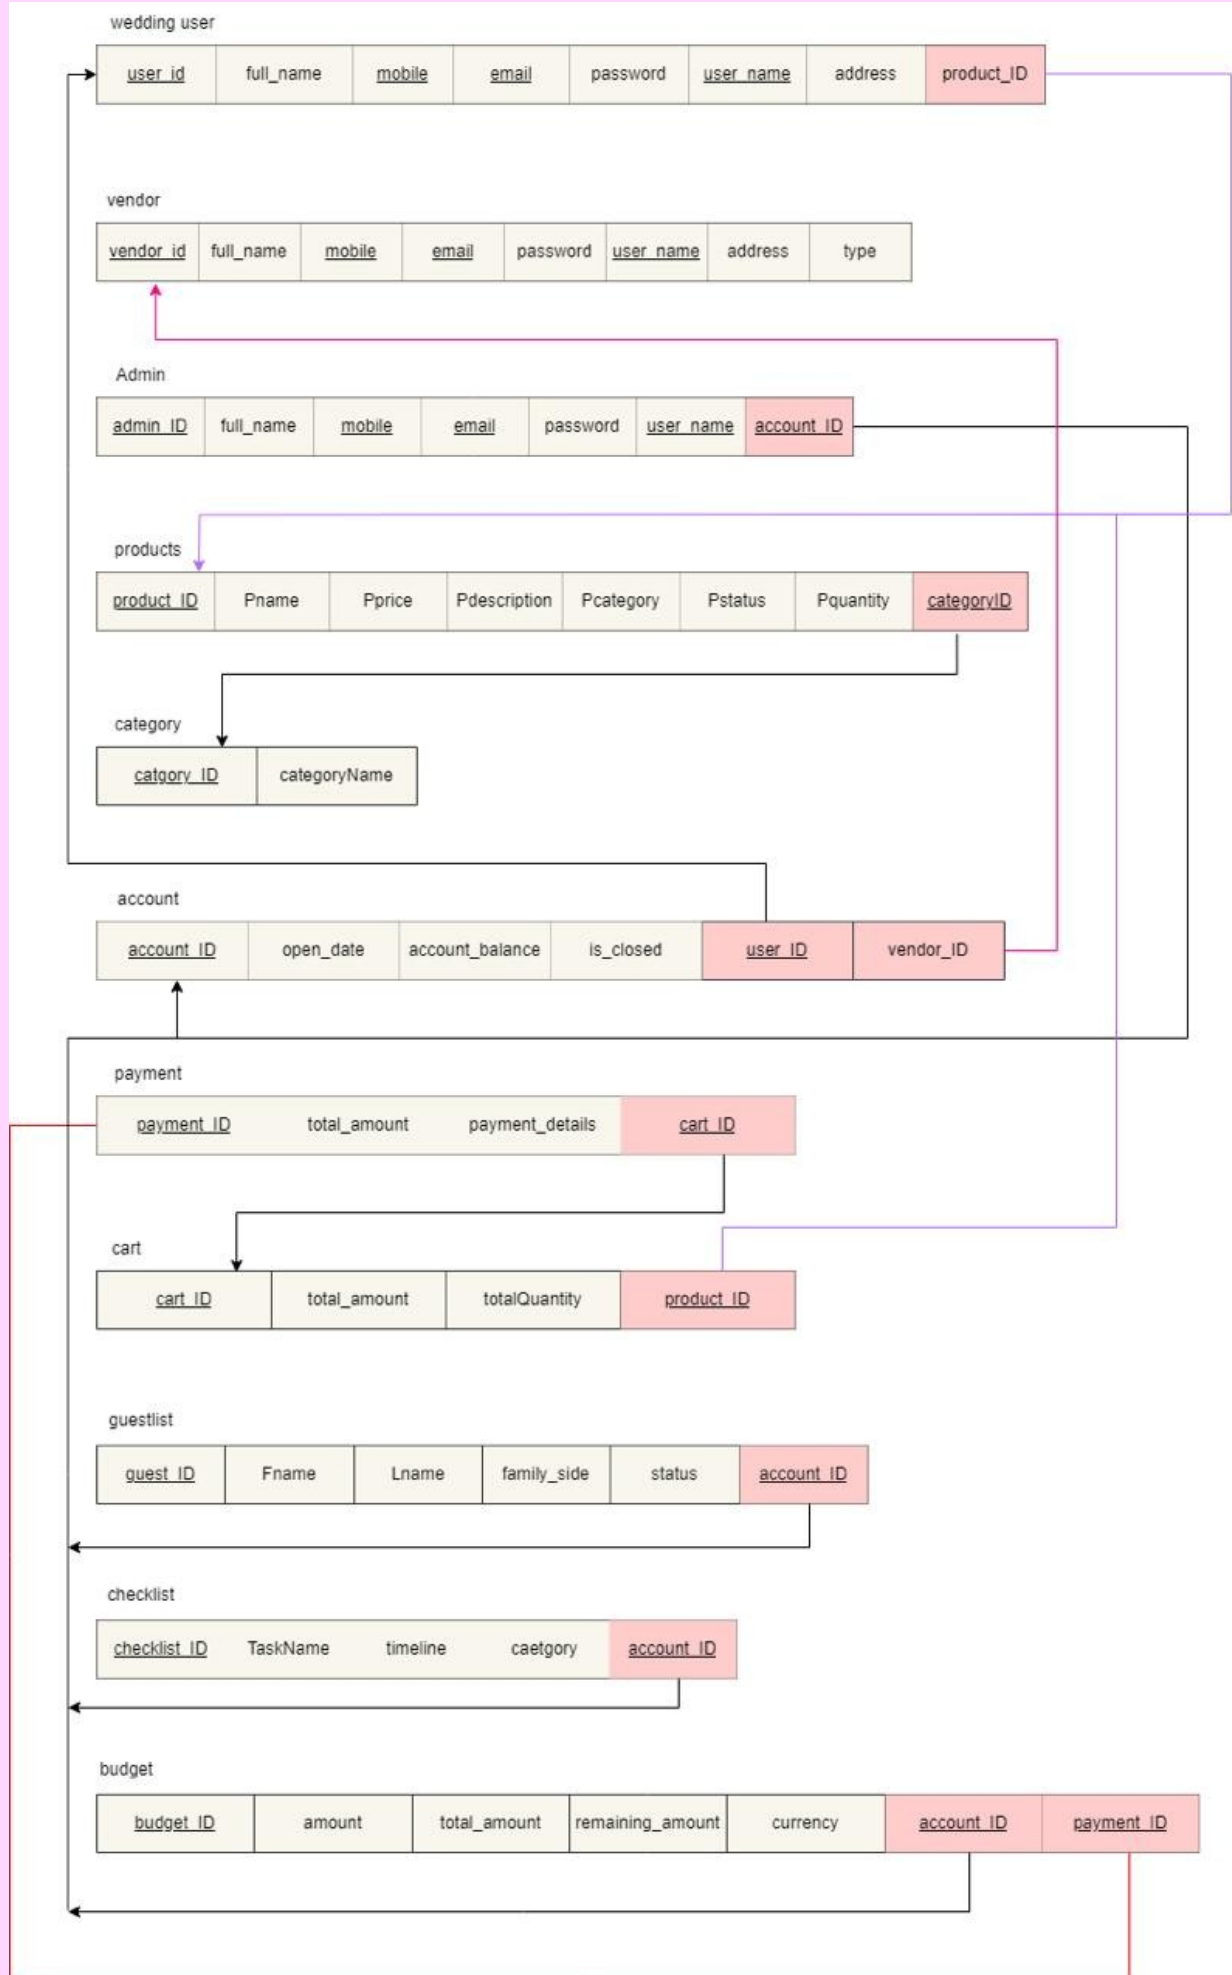 wedding user
user_id full_name mobile email password user_name address product_ID
vendor
vendor_id full_name mobile email password user_name address type
Admin
admin_ID full_name mobile email password user_name account_ID
products
product_ID Pname Pprice Pdescription Pcategory Pstatus Pquantity categoryID
category
catgory_ID categoryName
account
account_ID open_date account_balance is_closed user_ID vendor_ID
payment
payment_ID total_amount payment_details cart_ID
cart
cart_ID total_amount totalQuantity product_ID
guestlist
guest_ID Fname Lname family_side status account_ID
checklist
checklist_ID TaskName timeline caetgory account_ID
budget
budget_ID amount total_amount remaining_amount currency account_ID payment_ID